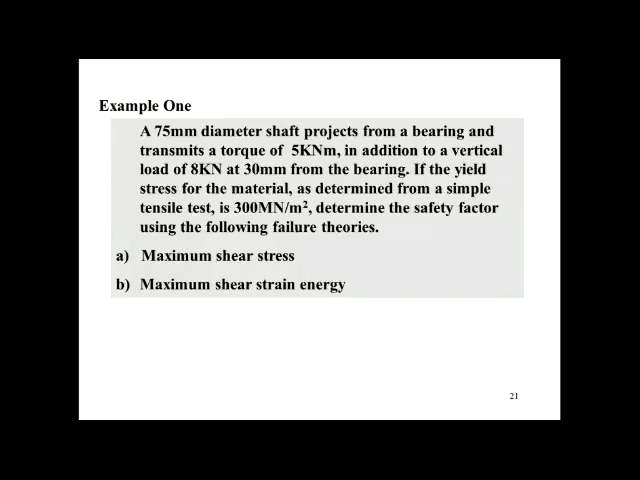 Example One
A 75mm diameter shaft projects from a bearing and
transmits a torque of 5KNm, in addition to a vertical
load of 8KN at 30mm from the bearing. If the yield
stress for the material, as determined from a simple
tensile test, is 300MN/m², determine the safety factor
using the following failure theories.
a) Maximum shear stress
b) Maximum shear strain energy
21